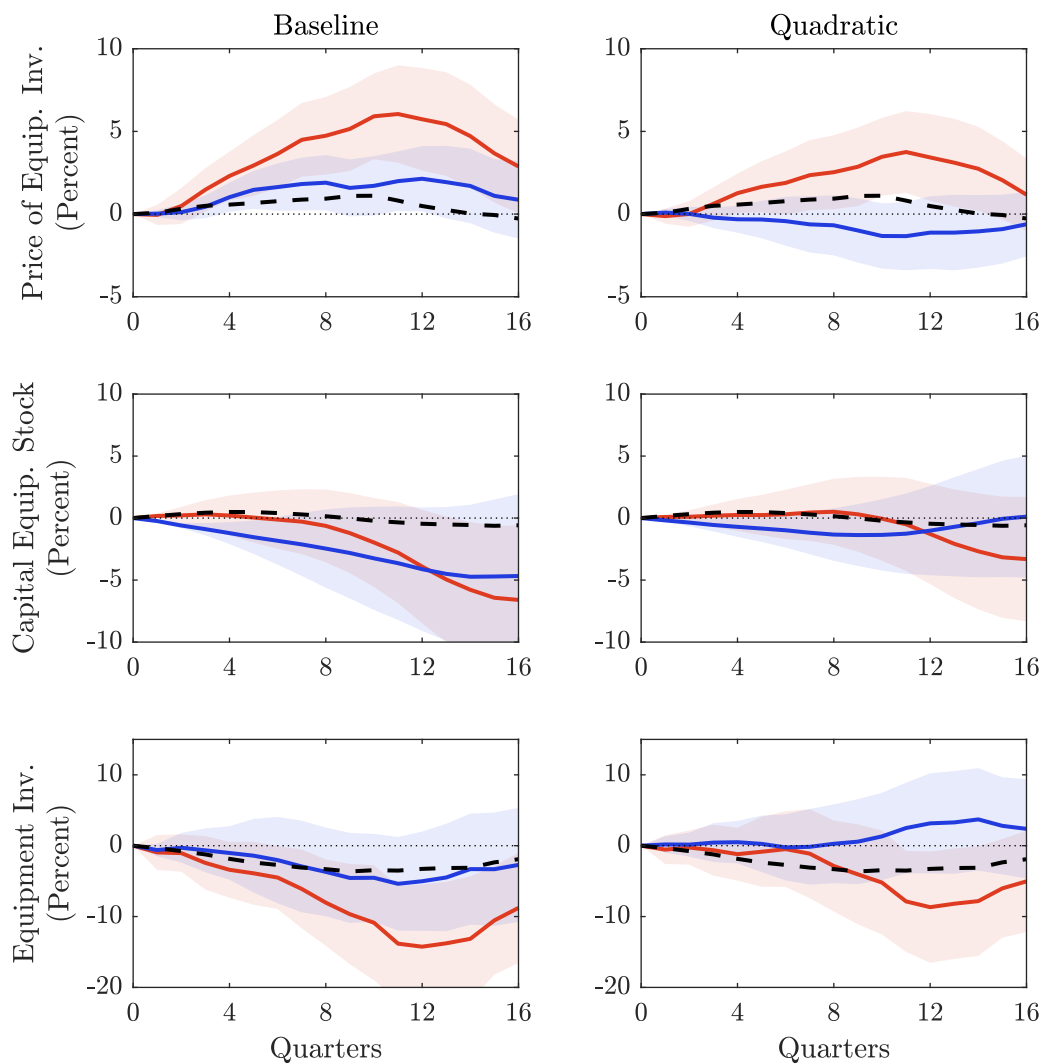 Baseline
Quadratic
Price of Equip. Inv.
(Percent)
10
5
0
-5
0 4 8 12 16
10
5
0
-5
0 4 8 12 16
Capital Equip. Stock
(Percent)
10
5
0
-5
-10
0 4 8 12 16
10
5
0
-5
-10
0 4 8 12 16
Equipment Inv.
(Percent)
10
0
-10
-20
0 4 8 12 16
Quarters
10
0
-10
-20
0 4 8 12 16
Quarters